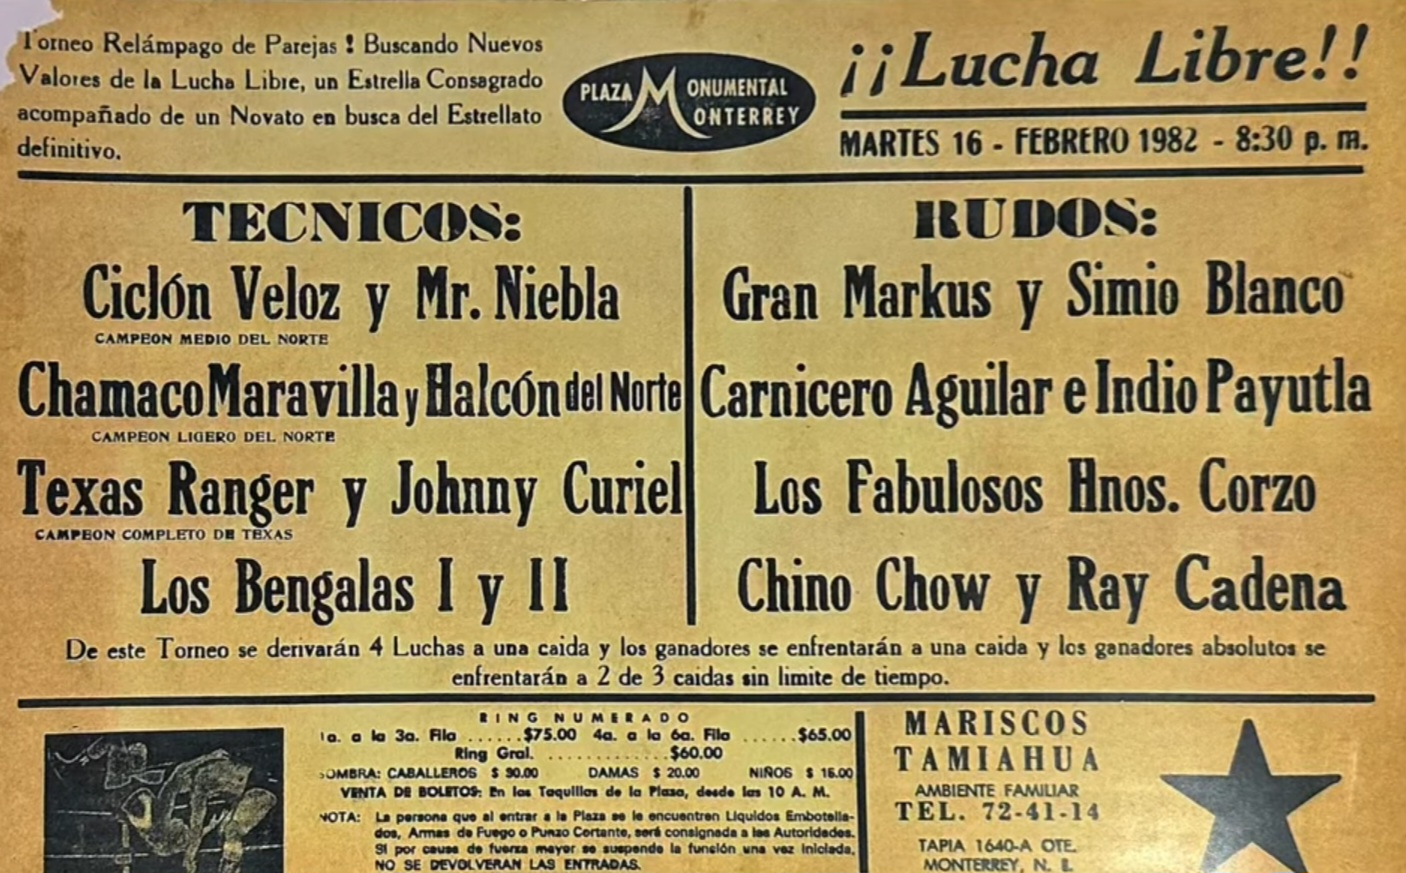 Torneo Relámpago de Parejas ! Buscando Nuevos
Valores de la Lucha Libre, un Estrella Consagrado
acompañado de un Novato en busca del Estrellato
definitivo.
PLAZA MONUMENTAL
MONTERREY
¡¡Lucha Libre!!
MARTES 16 - FEBRERO 1982 - 8:30 p. m.
TECNICOS:
Ciclón Veloz y Mr. Niebla
CAMPEON MEDIO DEL NORTE
Chamaco Maravilla y Halcón del Norte
CAMPEON LIGERO DEL NORTE
Texas Ranger y Johnny Curiel
CAMPEON COMPLETO DE TEXAS
Los Bengalas I y II
RUDOS:
Gran Markus y Simio Blanco
Carnicero Aguilar e Indio Payutla
Los Fabulosos Hnos. Corzo
Chino Chow y Ray Cadena
De este Torneo se derivarán 4 Luchas a una caida y los ganadores se enfrentarán a una caida y los ganadores absolutos se
enfrentarán a 2 de 3 caidas sin limite de tiempo.
RING NUMERADO
1a. a la 3a. Fila ......$75.00 4a. a la 6a. Fila ......$65.00
Ring Gral. ............$60.00
SOMBRA: CABALLEROS $ 30.00 DAMAS $ 20.00 NIÑOS $ 15.00
VENTA DE BOLETOS: En las Taquillas de la Plaza, desde las 10 A. M.
NOTA: La persona que al entrar a la Plaza se le encuentren Liquidos Embotella-
dos, Armas de Fuego o Punzo Cortante, será consignada a las Autoridades.
Si por causa de fuerza mayor se suspende la función una vez iniciada,
NO SE DEVOLVERAN LAS ENTRADAS.
MARISCOS
TAMIAHUA
AMBIENTE FAMILIAR
TEL. 72-41-14
TAPIA 1640-A OTE.
MONTERREY, N. L.